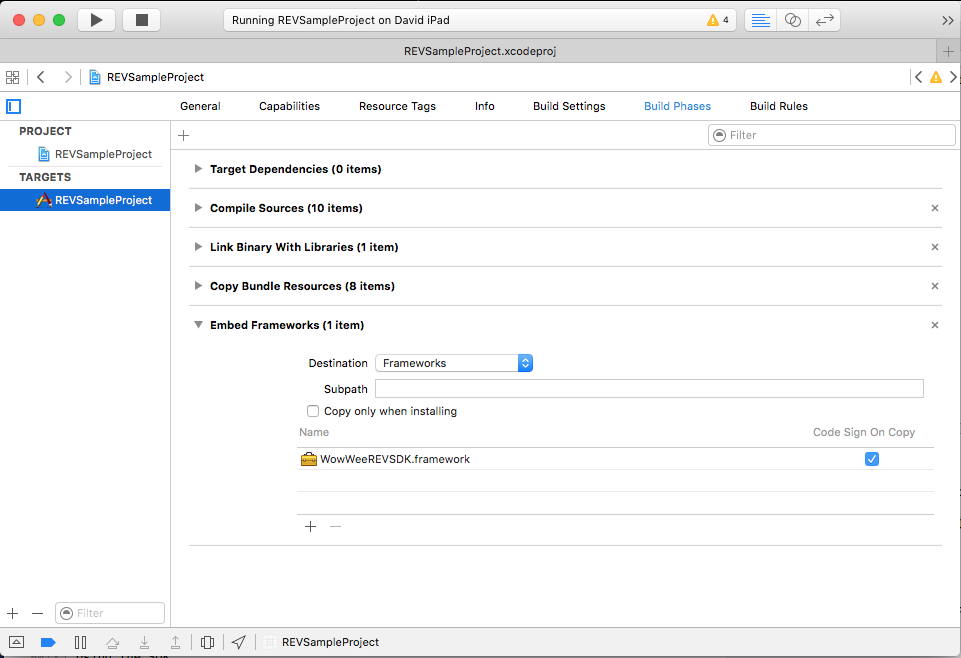 Running REVSampleProject on David iPad
4
REVSampleProject.xcodeproj
REVSampleProject
General Capabilities Resource Tags Info Build Settings Build Phases Build Rules
PROJECT
REVSampleProject
TARGETS
REVSampleProject
Filter
Target Dependencies (0 items)
Compile Sources (10 items)
Link Binary With Libraries (1 item)
Copy Bundle Resources (8 items)
Embed Frameworks (1 item)
Destination Frameworks
Subpath
Copy only when installing
Name Code Sign On Copy
WowWeeREVSDK.framework
Filter
REVSampleProject